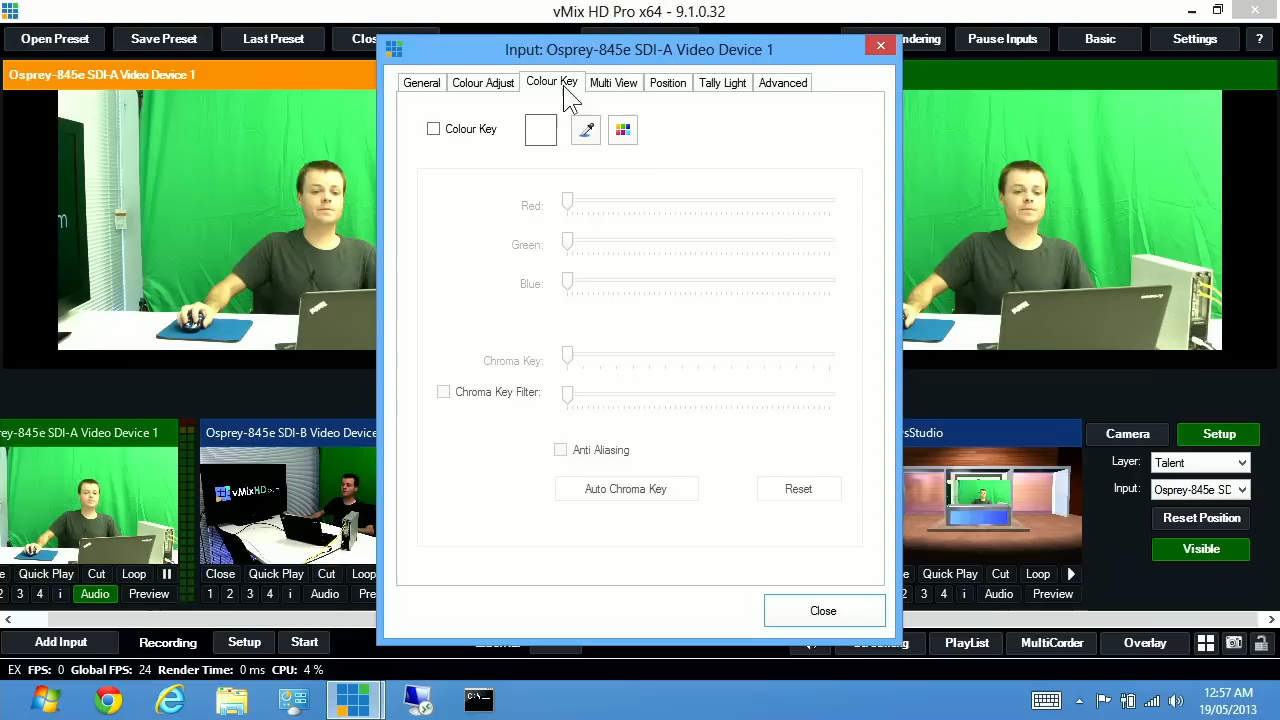 vMix HD Pro x64 - 9.1.0.32
Open Preset
Save Preset
Last Preset
Clos
dering
Pause Inputs
Basic
Settings
?
Osprey-845e SDI-A Video Device 1
Input: Osprey-845e SDI-A Video Device 1
General
Colour Adjust
Colour Key
Multi View
Position
Tally Light
Advanced
Colour Key
Red:
Green:
Blue:
Chroma Key:
Chroma Key Filter:
Anti Aliasing
Auto Chroma Key
Reset
Close
ey-845e SDI-A Video Device 1
Osprey-845e SDI-B Video Device
vMixHD
sStudio
Camera
Setup
Layer:
Talent
Input:
Osprey-845e SD
Reset Position
Visible
e Quick Play Cut Loop
2 3 4 i Audio Preview
Close Quick Play Cut Loop
1 2 3 4 i Audio Pre
e Quick Play Cut Loop
2 3 4 i Audio Preview
Add Input
Recording
Setup
Start
External
Streaming
PlayList
MultiCorder
Overlay
EX FPS: 0 Global FPS: 24 Render Time: 0 ms CPU: 4 %
12:57 AM
19/05/2013